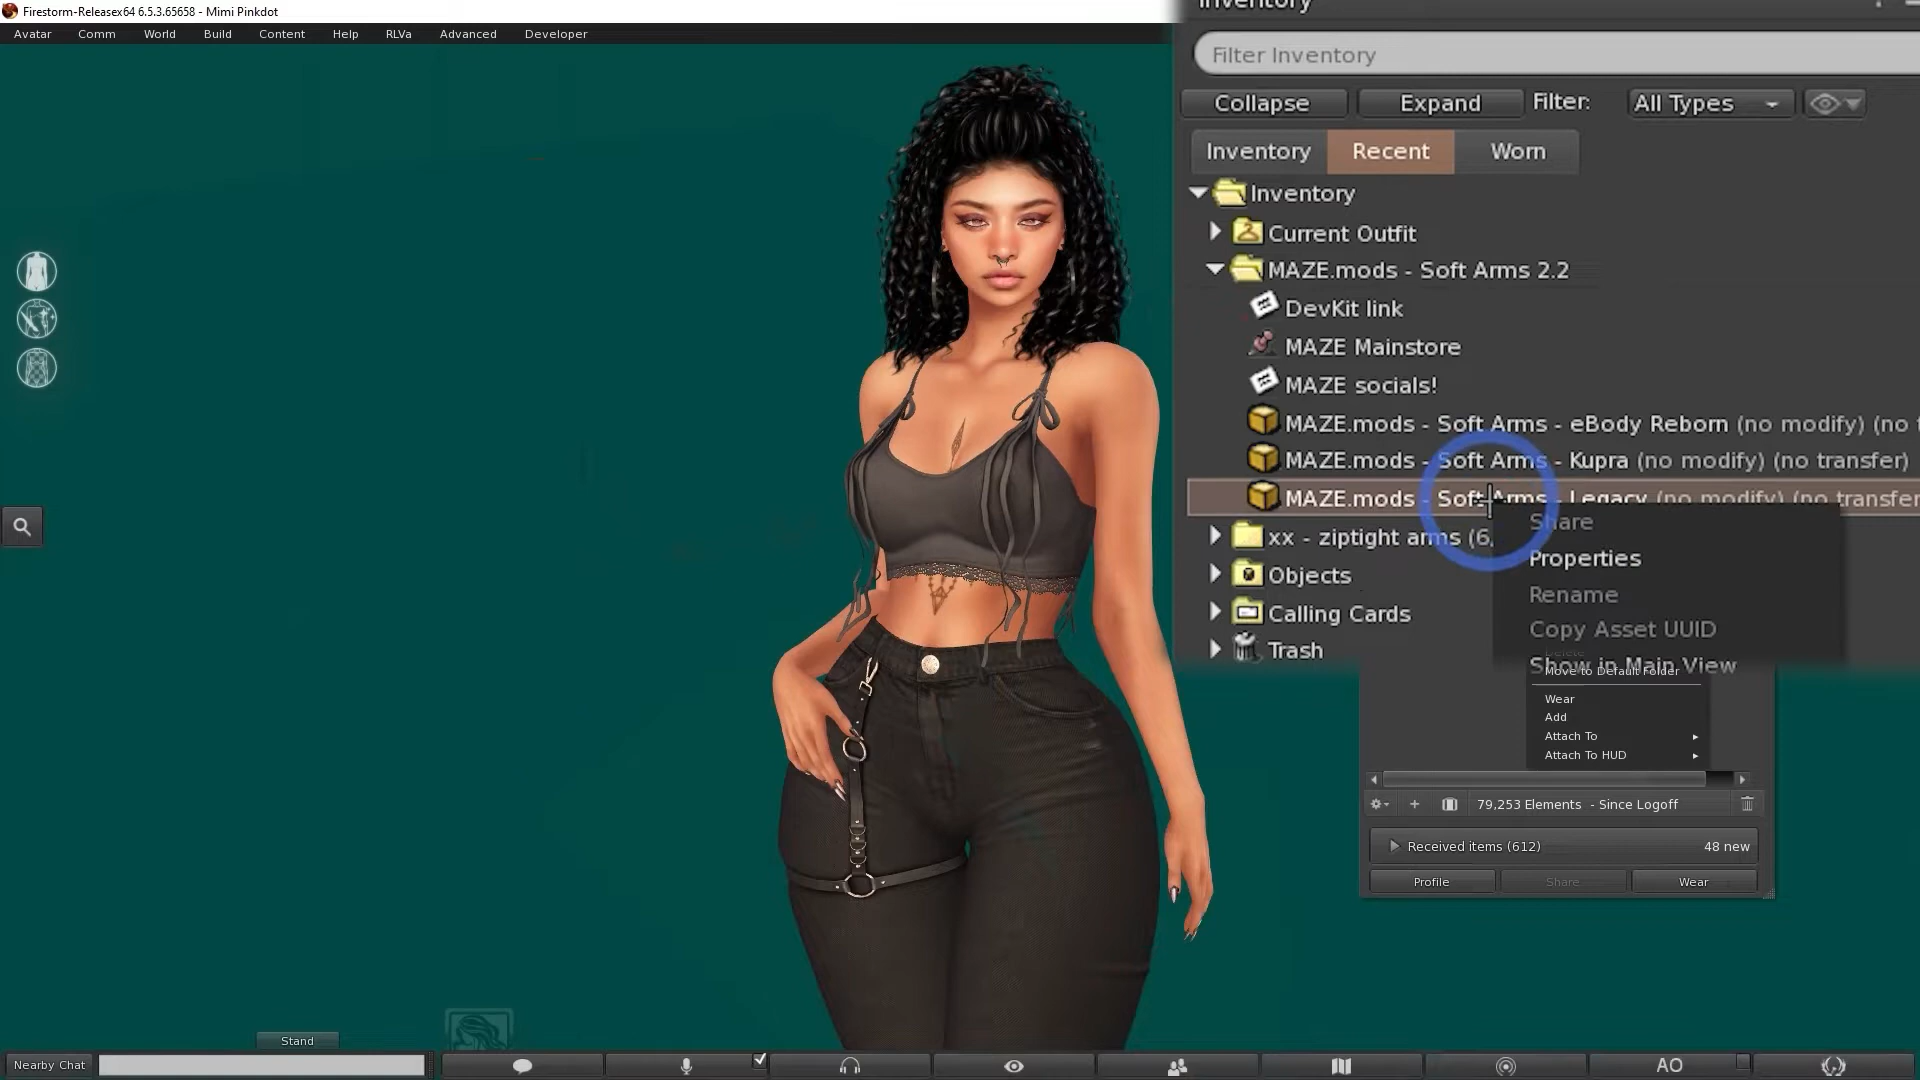 Firestorm-Releasex64 6.5.3.65658 - Mimi Pinkdot
Avatar Comm World Build Content Help RLVa Advanced Developer
Inventory
Filter Inventory
Collapse Expand Filter: All Types
Inventory Recent Worn
Inventory
Current Outfit
MAZE.mods - Soft Arms 2.2
DevKit link
MAZE Mainstore
MAZE socials!
MAZE.mods - Soft Arms - eBody Reborn (no modify) (no
MAZE.mods - Soft Arms - Kupra (no modify) (no transfer)
MAZE.mods - Soft Arms - Legacy (no modify) (no transfer
xx - ziptight arms (6,
Objects
Calling Cards
Trash
Share
Properties
Rename
Copy Asset UUID
Show in Main View
Move to Default Folder
Wear
Add
Attach To
Attach To HUD
79,253 Elements - Since Logoff
Received items (612) 48 new
Profile Share Wear
Stand
Nearby Chat
AO